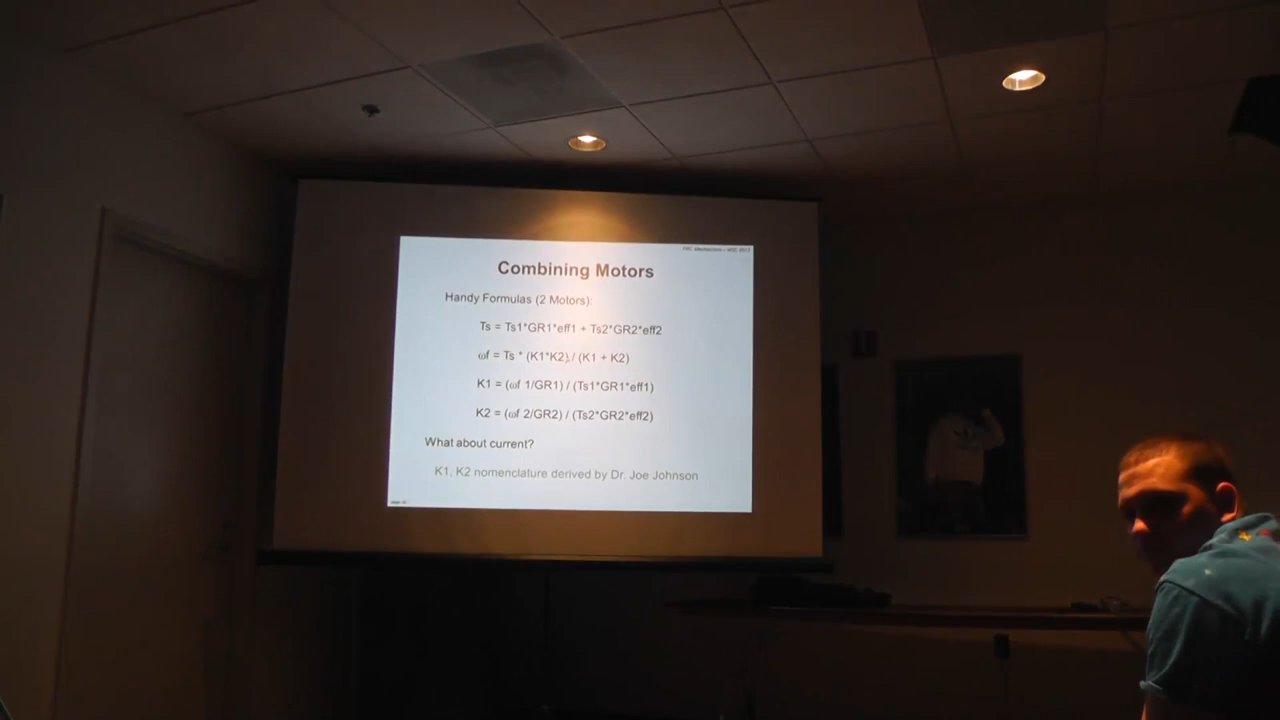 Combining Motors
Handy Formulas (2 Motors):
Ts = Ts1*GR1*eff1 + Ts2*GR2*eff2
ωf = Ts * (K1*K2) / (K1 + K2)
K1 = (ωf 1/GR1) / (Ts1*GR1*eff1)
K2 = (ωf 2/GR2) / (Ts2*GR2*eff2)
What about current?
K1, K2 nomenclature derived by Dr. Joe Johnson